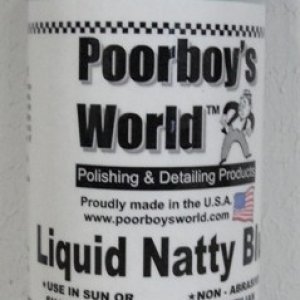 Poorboy's
World™
Polishing & Detailing Products
Proudly made in the U.S.A.
www.poorboysworld.com
Liquid Natty
★USE IN SUN OR
★NON - ABRASI